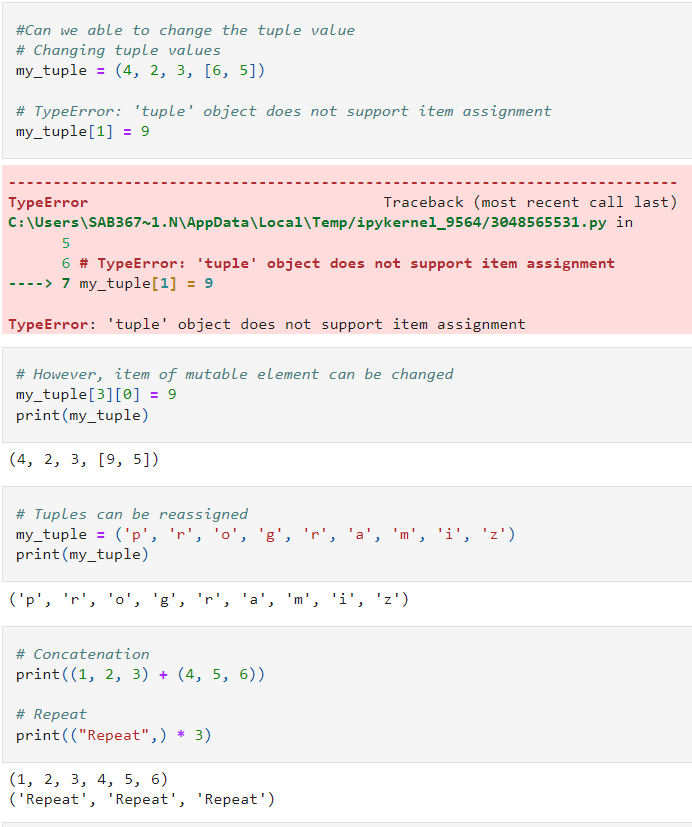 #Can we able to change the tuple value
# Changing tuple values
my_tuple = (4, 2, 3, [6, 5])
# TypeError: 'tuple' object does not support item assignment
my_tuple[1] = 9
---------------------------------------------------------------------------
TypeError                                 Traceback (most recent call last)
C:\Users\SAB367~1.N\AppData\Local\Temp/ipykernel_9564/3048565531.py in
      5
      6 # TypeError: 'tuple' object does not support item assignment
----> 7 my_tuple[1] = 9
TypeError: 'tuple' object does not support item assignment
# However, item of mutable element can be changed
my_tuple[3][0] = 9
print(my_tuple)
(4, 2, 3, [9, 5])
# Tuples can be reassigned
my_tuple = ('p', 'r', 'o', 'g', 'r', 'a', 'm', 'i', 'z')
print(my_tuple)
('p', 'r', 'o', 'g', 'r', 'a', 'm', 'i', 'z')
# Concatenation
print((1, 2, 3) + (4, 5, 6))
# Repeat
print(("Repeat",) * 3)
(1, 2, 3, 4, 5, 6)
('Repeat', 'Repeat', 'Repeat')